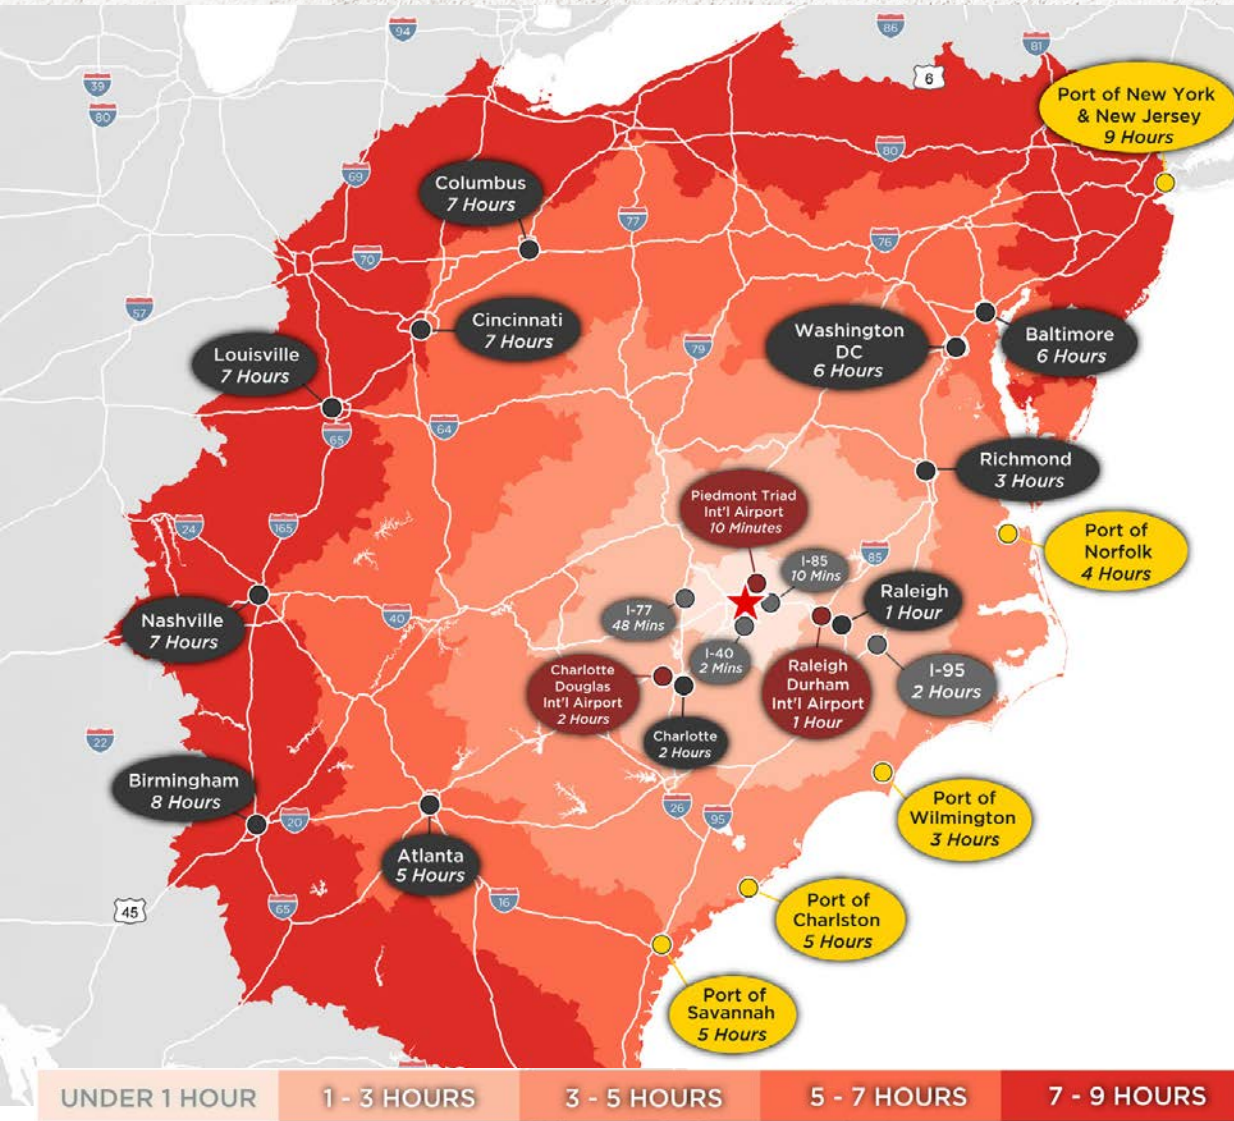 94
86
81
39
80
6
Port of New York
& New Jersey
9 Hours
80
69
Columbus
7 Hours
77
76
70
57
Cincinnati
7 Hours
Washington
DC
6 Hours
Baltimore
6 Hours
79
Louisville
7 Hours
65
64
Richmond
3 Hours
Piedmont Triad
Int'l Airport
10 Minutes
24
165
85
Port of
Norfolk
4 Hours
I-85
10 Mins
Raleigh
1 Hour
I-77
48 Mins
40
Nashville
7 Hours
I-40
2 Mins
Charlotte
Douglas
Int'l Airport
2 Hours
Raleigh
Durham
Int'l Airport
1 Hour
I-95
2 Hours
Charlotte
2 Hours
22
Birmingham
8 Hours
20
26
95
Port of
Wilmington
3 Hours
Atlanta
5 Hours
45
65
16
Port of
Charlston
5 Hours
Port of
Savannah
5 Hours
UNDER 1 HOUR
1 - 3 HOURS
3 - 5 HOURS
5 - 7 HOURS
7 - 9 HOURS